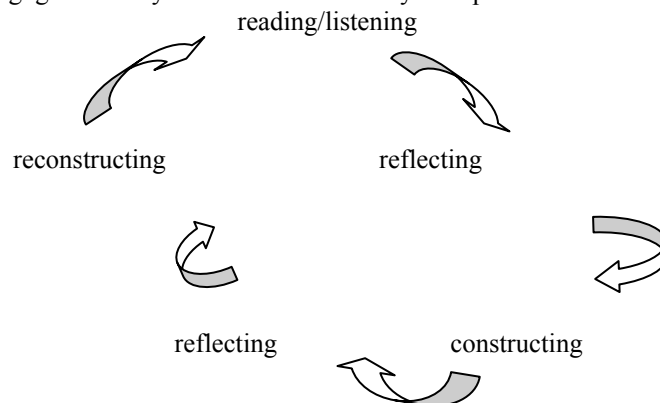 reading/listening
reconstructing
reflecting
reflecting
constructing